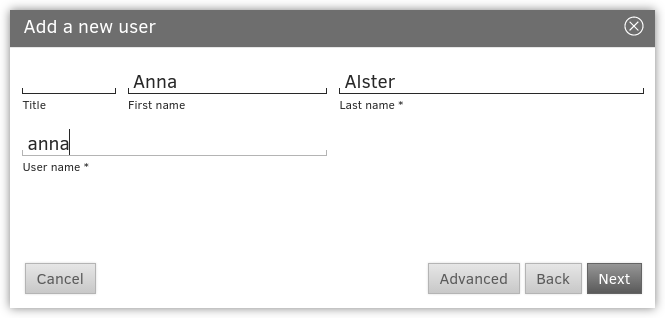 Add a new user
Anna Alster
Title First name Last name *
anna
User name *
Cancel Advanced Back Next